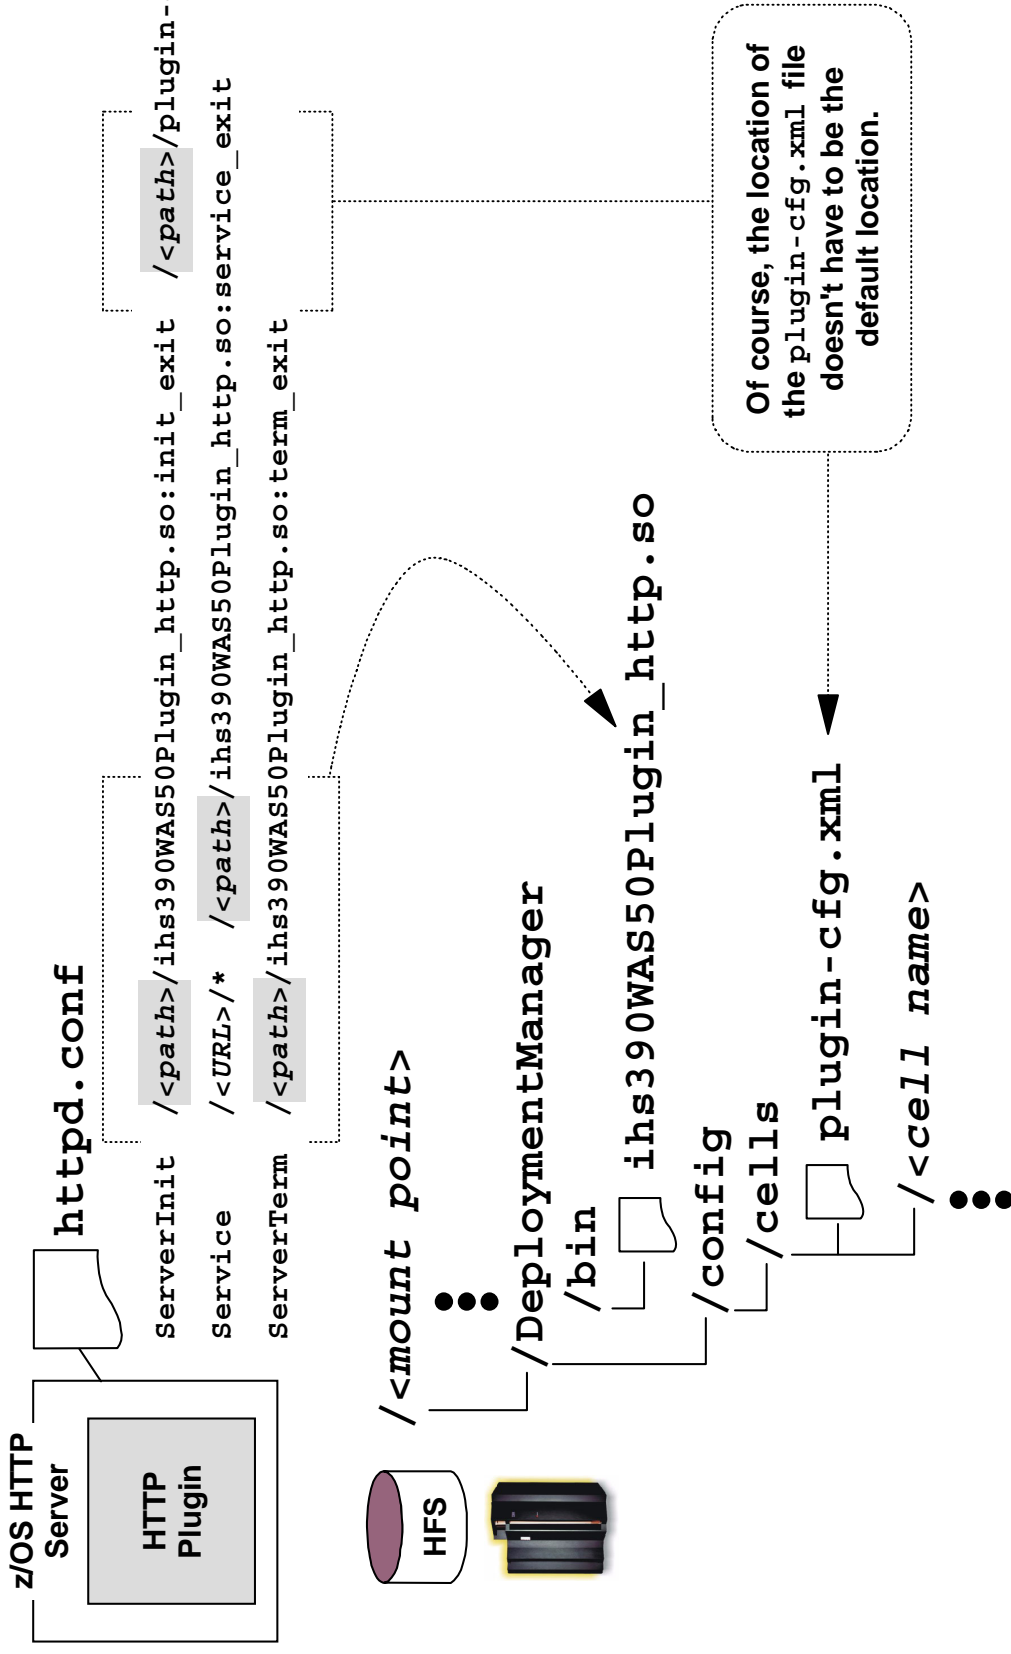 z/OS HTTP
Server
HTTP
Plugin
httpd.conf
ServerInit /<path>/ihs390WAS50Plugin_http.so:init_exit /<path>/plugin-
Service /<URL>/* /<path>/ihs390WAS50Plugin_http.so:service_exit
ServerTerm /<path>/ihs390WAS50Plugin_http.so:term_exit
HFS
/<mount point>
/DeploymentManager
/bin
ihs390WAS50Plugin_http.so
/config
/cells
plugin-cfg.xml
/<cell name>
Of course, the location of
the plugin-cfg.xml file
doesn't have to be the
default location.